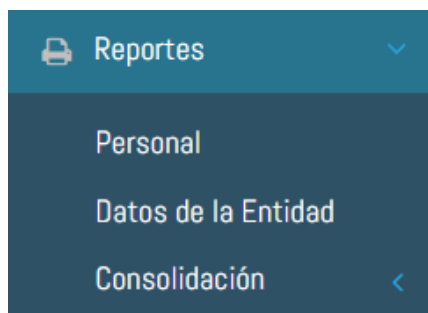 Reportes
Personal
Datos de la Entidad
Consolidación